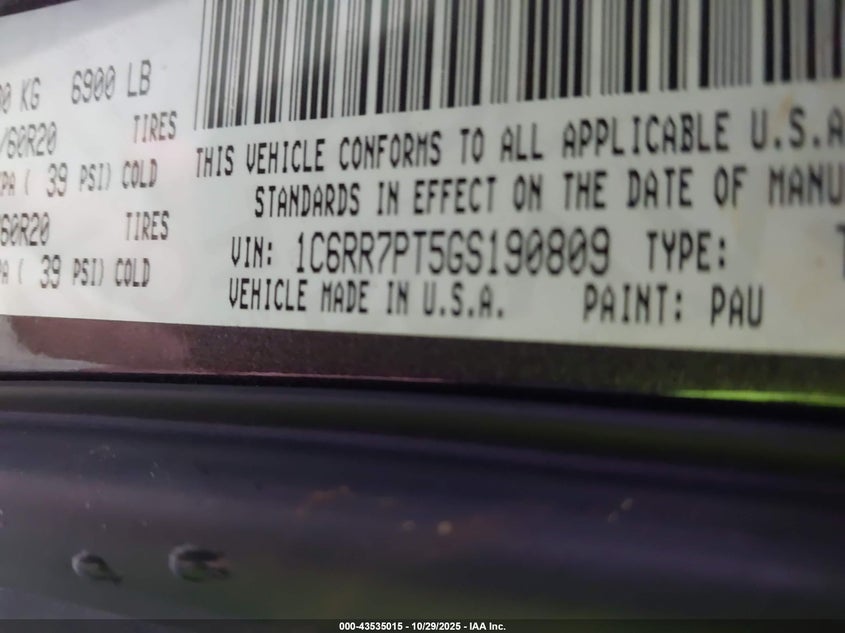 00 KG 6900 LB
/60R20 TIRES
PA ( 39 PSI) COLD
60R20 TIRES
PA ( 39 PSI) COLD
THIS VEHICLE CONFORMS TO ALL APPLICABLE U.S.A
STANDARDS IN EFFECT ON THE DATE OF MANU
VIN: 1C6RR7PT5GS190809 TYPE: T
VEHICLE MADE IN U.S.A. PAINT: PAU
000-43535015 - 10/29/2025 - IAA Inc.